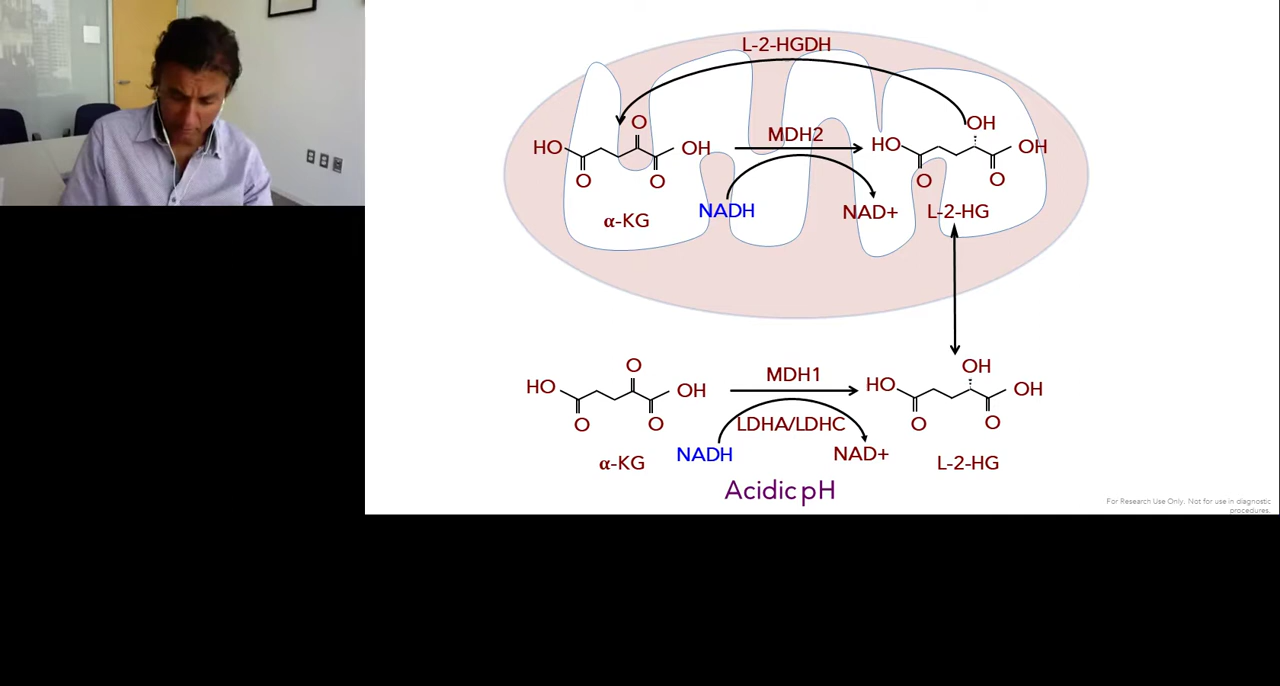 L-2-HGDH
O
OH
HO
OH
MDH2
HO
OH
O
O
O
O
α-KG
NADH
NAD+
L-2-HG
O
OH
HO
OH
MDH1
HO
OH
O
O
LDHA/LDHC
O
O
α-KG
NADH
NAD+
L-2-HG
Acidic pH
For Research Use Only. Not for use in diagnostic
procedures.